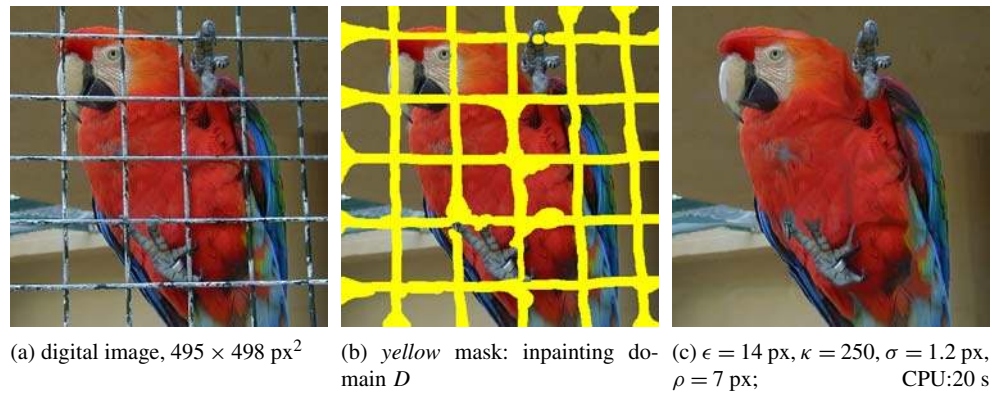 (a) digital image, 495 × 498 px²
(b) yellow mask: inpainting do-
main D
(c) ϵ = 14 px, κ = 250, σ = 1.2 px,
ρ = 7 px; CPU:20 s